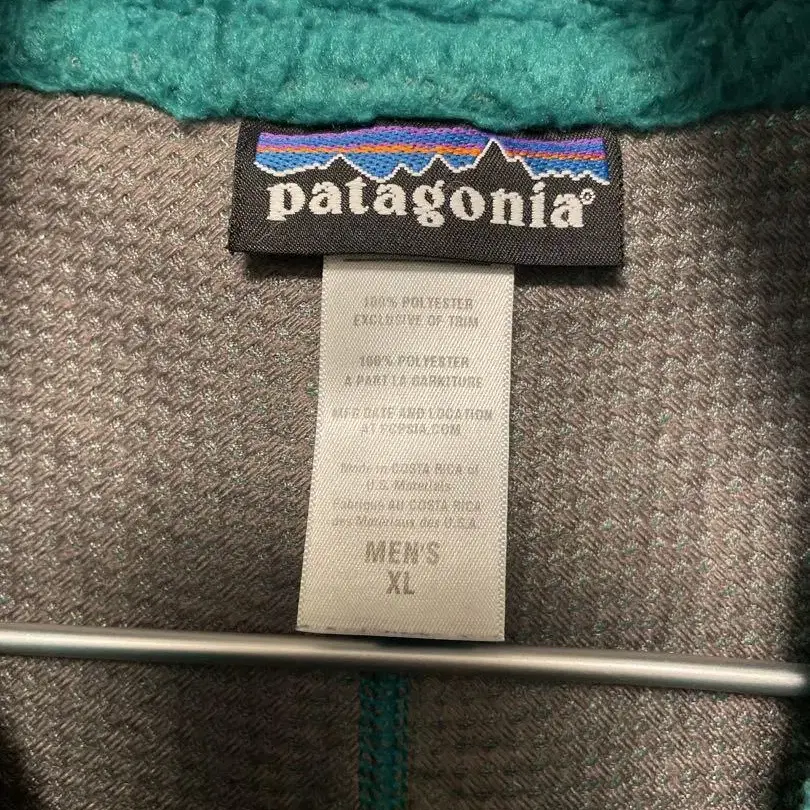 patagonia®
100% POLYESTER
EXCLUSIVE OF TRIM
100% POLYESTER
A PART LA GARNITURE
MFG DATE AND LOCATION
AT PCPSIA.COM
Made in COSTA RICA of
U.S. Materials
Fabriqué AU COSTA RICA
des Materiaux des U.S.A.
MEN'S
XL